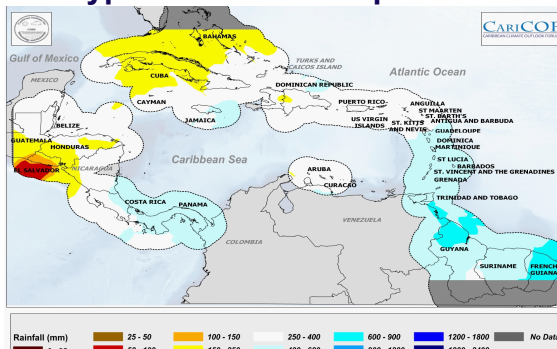 CARICOF
CARIBBEAN CLIMATE OUTLOOK FORUM
BAHAMAS
Gulf of Mexico
TURKS AND
CAICOS ISLAND
Atlantic Ocean
MEXICO
CUBA
DOMINICAN REPUBLIC
CAYMAN
PUERTO RICO
ANGUILLA
ST MAARTEN
ST. BARTH'S
JAMAICA
US VIRGIN
ISLANDS
ST. KITTS
AND NEVIS
ANTIGUA AND BARBUDA
BELIZE
GUADELOUPE
GUATEMALA
HONDURAS
DOMINICA
MARTINIQUE
Caribbean Sea
ST LUCIA
BARBADOS
EL SALVADOR
NICARAGUA
ARUBA
ST. VINCENT AND THE GRENADINES
CURACAO
GRENADA
COSTA RICA
PANAMA
TRINIDAD AND TOBAGO
VENEZUELA
COLOMBIA
GUYANA
SURINAME
FRENCH
GUIANA
Rainfall (mm)
25 - 50
100 - 150
250 - 400
600 - 900
1200 - 1800
No Dat